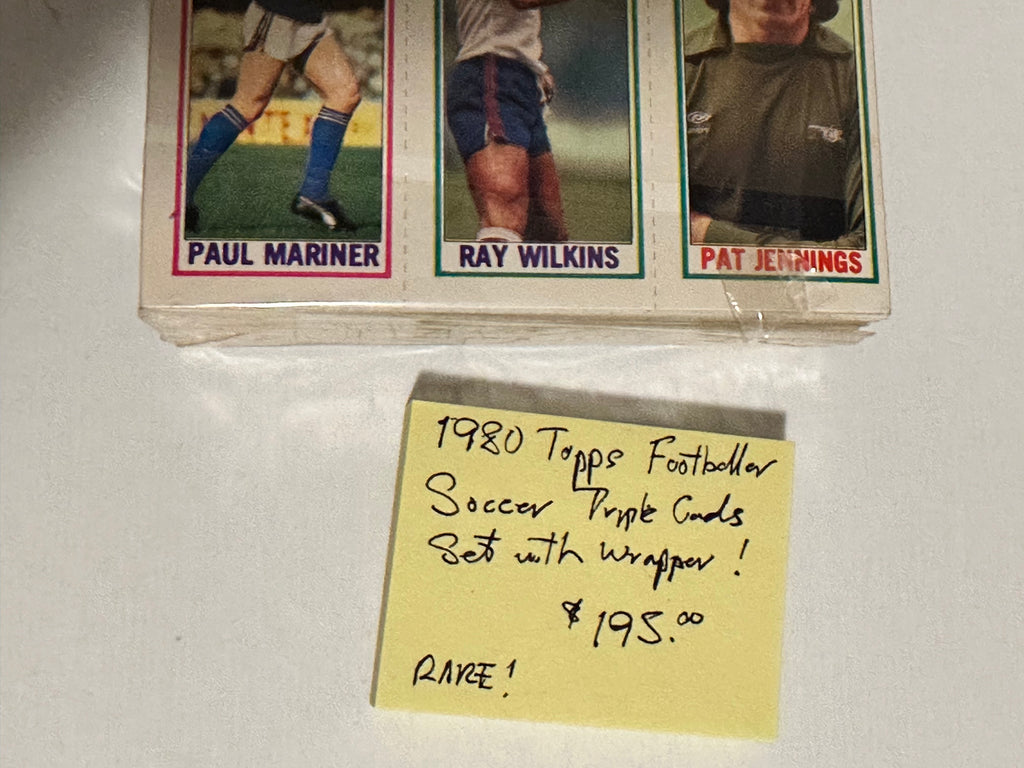 PAUL MARINER
RAY WILKINS
PAT JENNINGS
1980 Topps Footballer
Soccer Triple Cards
Set with wrapper!
$195.00
RARE!